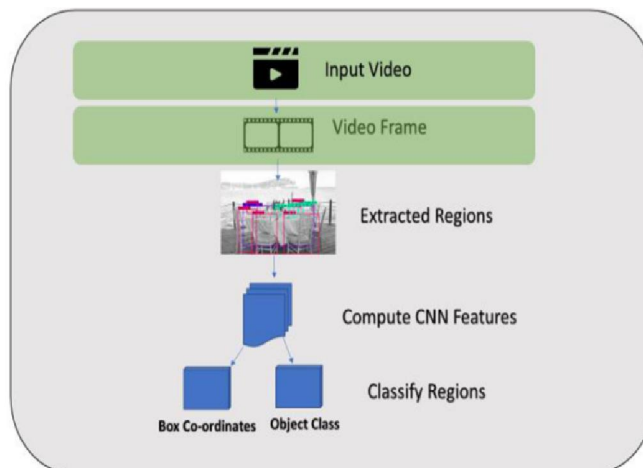 Input Video
Video Frame
Extracted Regions
Compute CNN Features
Classify Regions
Box Co-ordinates
Object Class